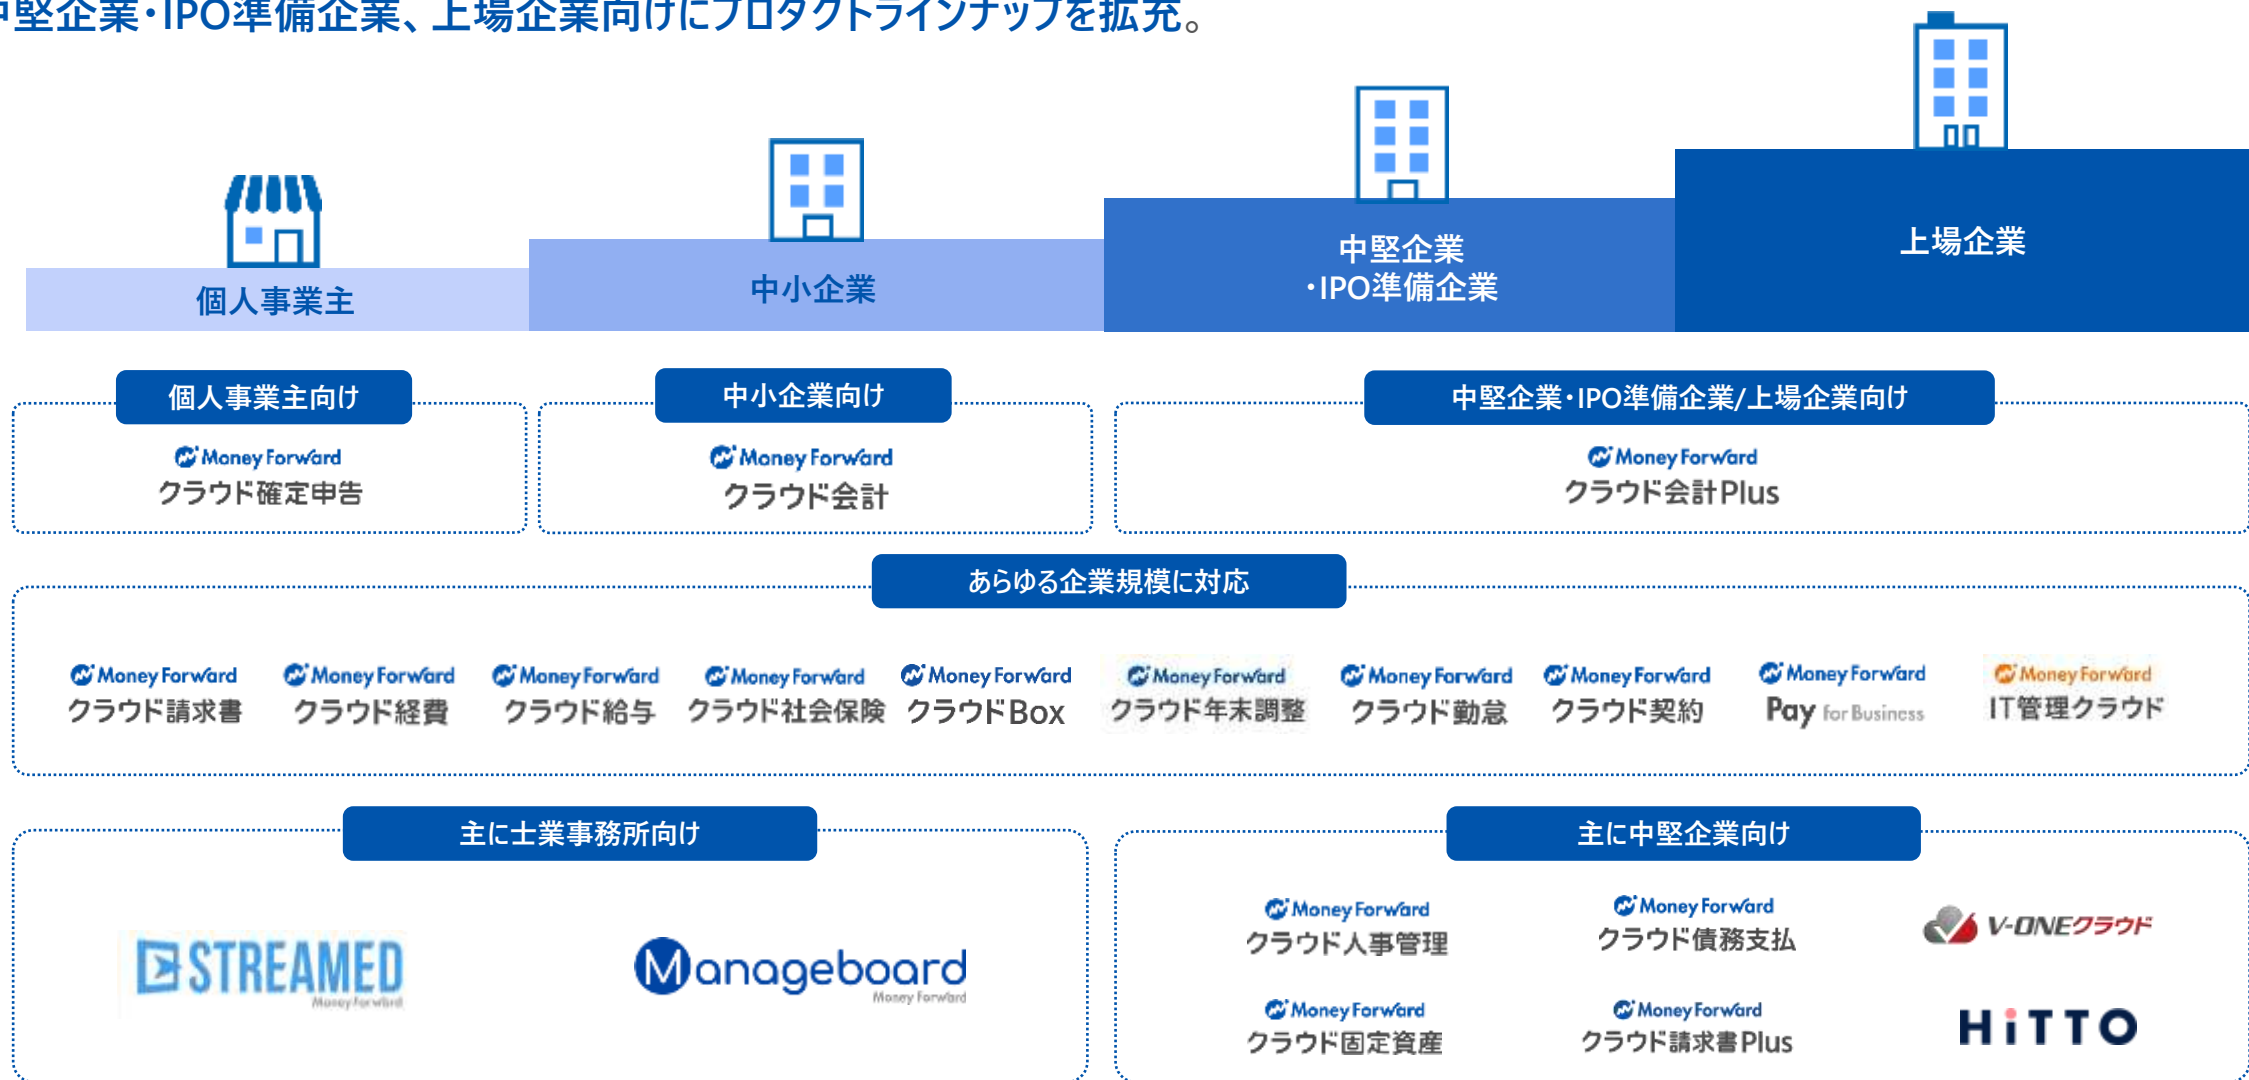 中堅企業・IPO準備企業、上場企業向けにプロダクトラインナップを拡充。
個人事業主
中小企業
中堅企業
・IPO準備企業
上場企業
個人事業主向け
中小企業向け
中堅企業・IPO準備企業/上場企業向け
Money Forward
クラウド確定申告
Money Forward
クラウド会計
Money Forward
クラウド会計Plus
あらゆる企業規模に対応
Money Forward
クラウド請求書
Money Forward
クラウド経費
Money Forward
クラウド給与
Money Forward
クラウド社会保険
Money Forward
クラウドBox
Money Forward
クラウド年末調整
Money Forward
クラウド勤怠
Money Forward
クラウド契約
Money Forward
Pay for Business
Money Forward
IT管理クラウド
主に士業事務所向け
STREAMED
Money Forward
Manageboard
Money Forward
主に中堅企業向け
Money Forward
クラウド人事管理
Money Forward
クラウド債務支払
V-ONEクラウド
Money Forward
クラウド固定資産
Money Forward
クラウド請求書Plus
HiTTO